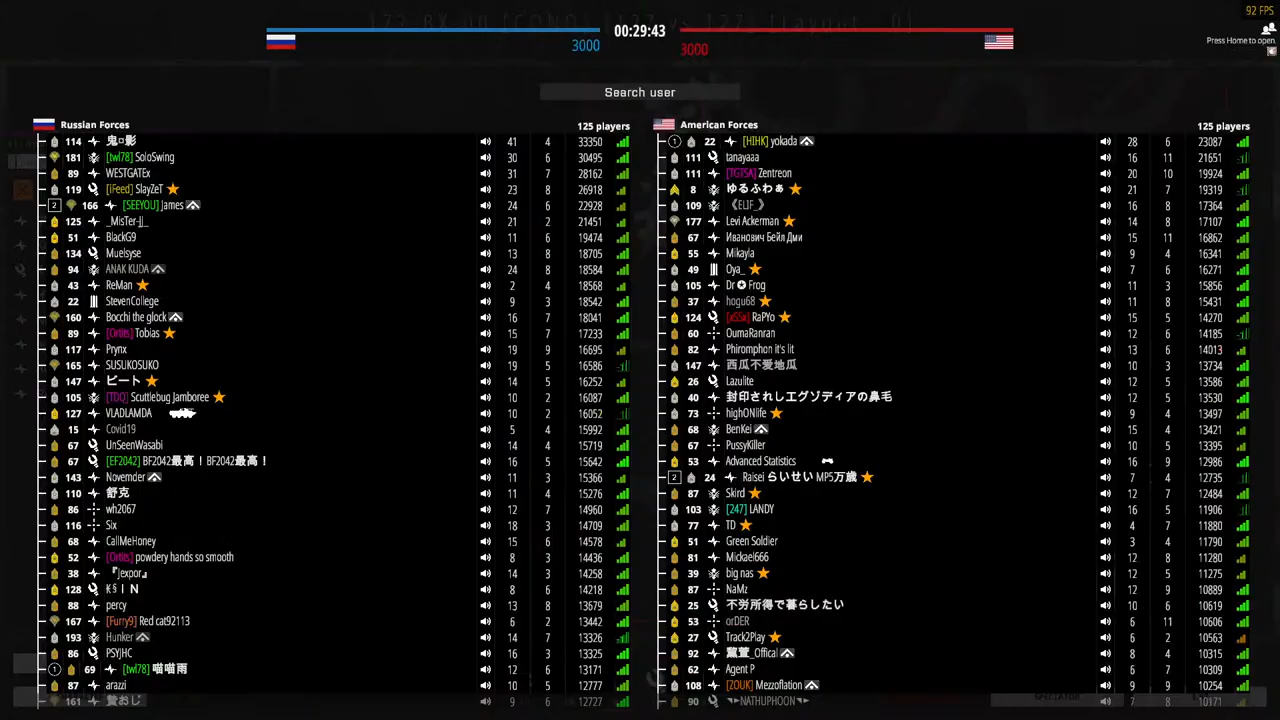 92 FPS
Press Home to open.
3000 00:29:43 3000
Search user
Russian Forces 125 players
114 鬼¤影 41 4 33350
181 [twl78] SoloSwing 30 6 30495
89 WESTGATEx 31 7 28162
119 [iFeed] SlayZeT 23 8 26918
2 166 [SEEYOU] James 24 6 22928
125 _MisTer-JJ_ 21 2 21451
51 BlackG9 11 6 19474
134 Muelsyse 13 8 18705
94 ANAK KUDA 24 8 18584
43 ReMan 2 4 18568
22 StevenCollege 9 3 18542
160 Bocchi the glock 16 7 18041
89 [Ortits] Tobias 15 7 17233
117 Prynx 19 9 16695
165 SUSUKOSUKO 19 5 16586
147 ビート 14 5 16252
105 [TDQ] Scuttlebug Jamboree 10 2 16087
127 VLADLAMDA 10 2 16052
15 Covid19 5 4 15992
67 UnSeenWasabi 14 4 15719
67 [EF2042] BF2042最高！BF2042最高！ 16 5 15642
143 Novemder 11 3 15366
110 舒克 11 4 15276
86 wh2067 12 7 14960
116 Six 18 3 14709
68 CallMeHoney 15 6 14578
52 [Ortits] powdery hands so smooth 8 3 14436
38 『Jexpor』 14 3 14258
128 ₭ § I N 8 6 14218
88 percy 13 8 13679
167 [Furry9] Red cat92113 6 2 13442
193 Hunker 14 7 13326
86 PSYJHC 16 3 13325
1 69 [twl78] 喵喵雨 12 6 13171
87 arazzi 10 5 12777
161 贄おじ 9 6 12727
American Forces 125 players
1 22 [HIHK] yokada 28 6 23087
111 tanayaaa 16 11 21651
111 [TGTSA] Zentreon 20 10 19924
8 ゆるふわぁ 21 7 19319
109 《ELIF_》 16 8 17364
177 Levi Ackerman 14 8 17107
67 Иванович Бейл Дми 15 11 16862
55 Mikayla 9 4 16341
49 Oya_ 7 6 16271
105 Dr ✪ Frog 11 3 15856
37 hogu68 11 8 15431
124 [xSSx] RaPYo 15 5 14270
60 OumaRanran 12 6 14185
82 Phiromphon it's lit 13 6 14013
147 西瓜不爱地瓜 10 3 13734
26 Lazulite 12 5 13586
40 封印されしエグゾディアの鼻毛 12 5 13530
73 highONlife 9 4 13497
68 BenKei 15 4 13421
67 PussyKiller 10 5 13395
53 Advanced Statistics 16 9 12986
2 24 Raisei らいせい MP5万歳 7 4 12735
87 Skird 12 7 12484
103 [247] LANDY 16 5 11906
77 TD 4 7 11880
51 Green Soldier 3 4 11790
81 Mickael666 12 8 11280
39 big nas 12 5 11275
87 NaMz 12 9 10889
25 不労所得で暮らしたい 10 6 10619
53 orDER 6 11 10606
27 Track2Play 6 2 10563
92 薫萱_Offical 8 4 10315
62 Agent P 6 7 10309
108 [ZOUK] Mezzoflation 9 9 10254
90 NATHUPHOON 7 8 10171